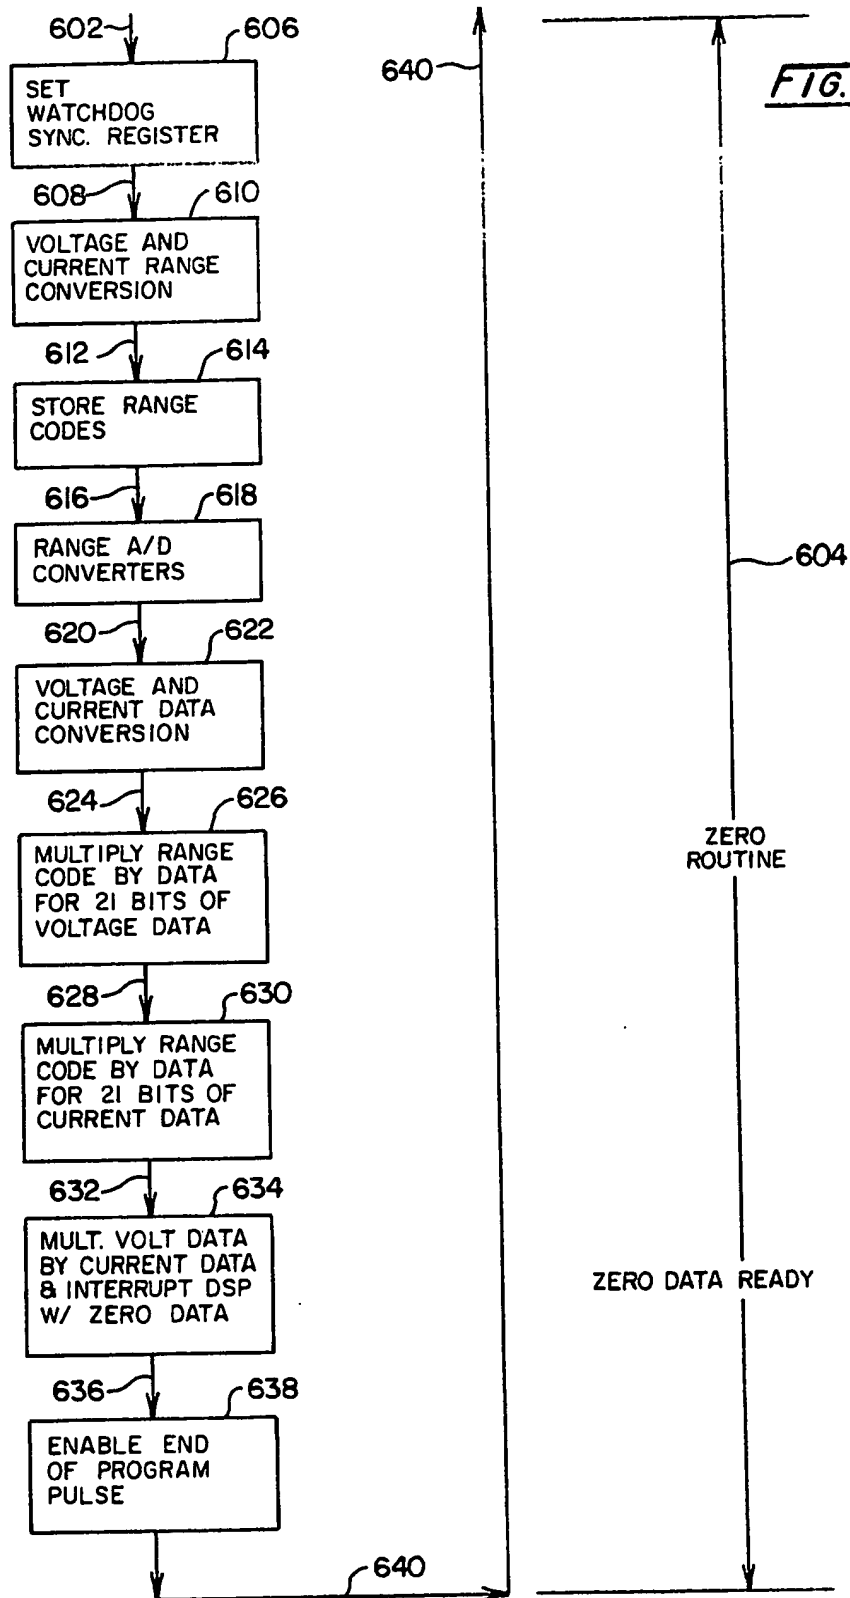 602
606
640
FIG.
SET
WATCHDOG
SYNC. REGISTER
608
610
VOLTAGE AND
CURRENT RANGE
CONVERSION
612
614
STORE RANGE
CODES
616
618
RANGE A/D
CONVERTERS
604
620
622
VOLTAGE AND
CURRENT DATA
CONVERSION
624
626
MULTIPLY RANGE
CODE BY DATA
FOR 21 BITS OF
VOLTAGE DATA
ZERO
ROUTINE
628
630
MULTIPLY RANGE
CODE BY DATA
FOR 21 BITS OF
CURRENT DATA
632
634
MULT. VOLT DATA
BY CURRENT DATA
& INTERRUPT DSP
W/ ZERO DATA
ZERO DATA READY
636
638
ENABLE END
OF PROGRAM
PULSE
640